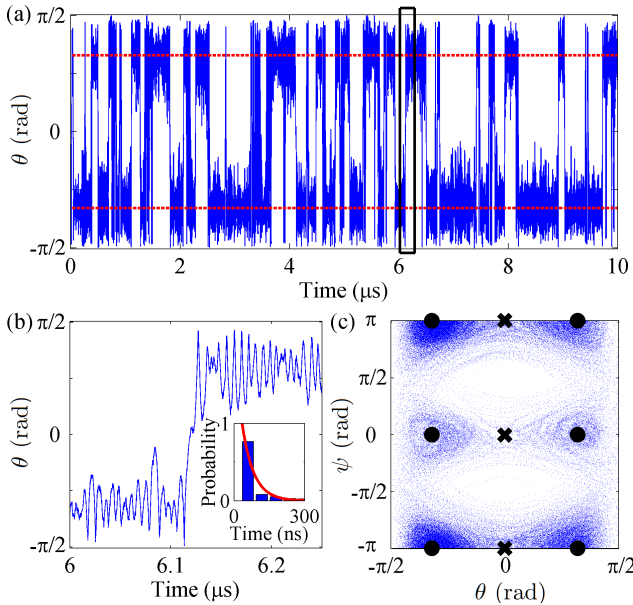 (a)
π/2
0
-π/2
θ (rad)
0
2
4
6
8
10
Time (μs)
(b)
π/2
0
-π/2
θ (rad)
6
6.1
6.2
Time (μs)
1
0
Probability
0
300
Time (ns)
(c)
π
π/2
0
-π/2
-π
ψ (rad)
-π/2
0
π/2
θ (rad)